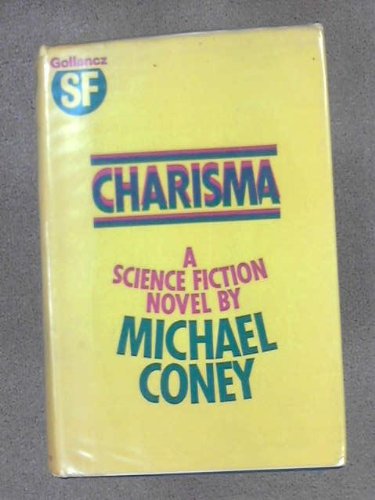 Gollancz
SF
CHARISMA
A
SCIENCE FICTION
NOVEL BY
MICHAEL
CONEY